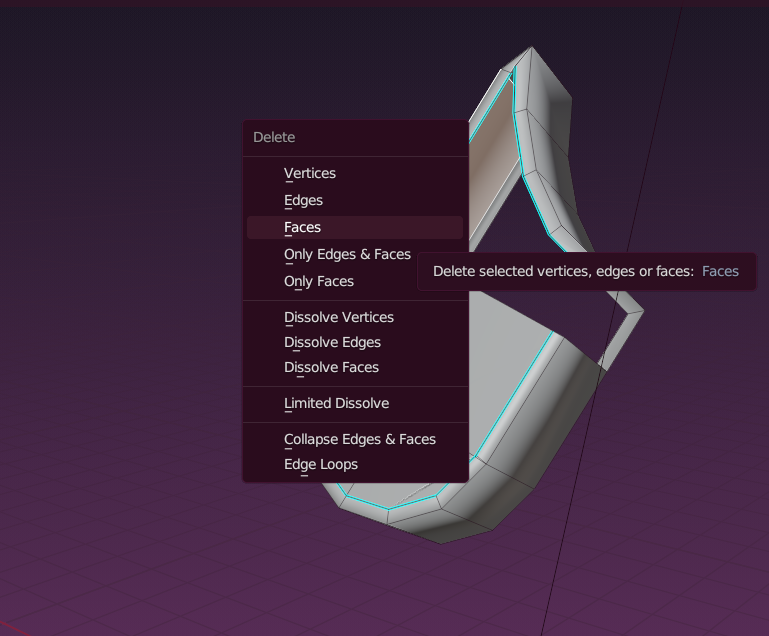 Delete
Vertices
Edges
Faces
Only Edges & Faces
Delete selected vertices, edges or faces: Faces
Only Faces
Dissolve Vertices
Dissolve Edges
Dissolve Faces
Limited Dissolve
Collapse Edges & Faces
Edge Loops